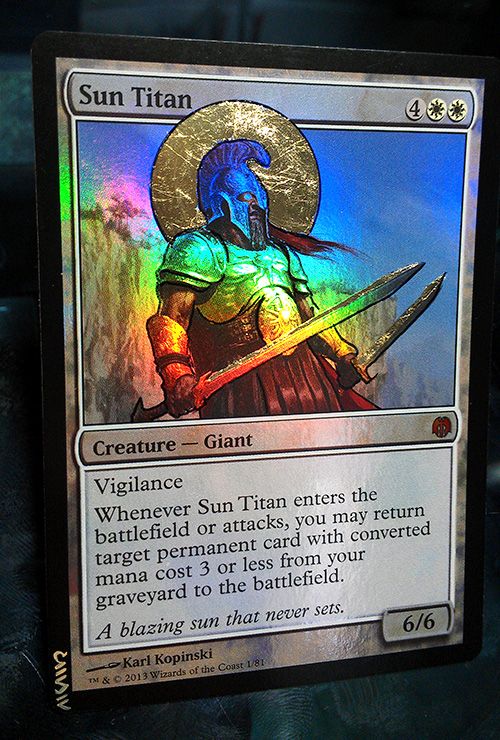 Sun Titan 4
Creature — Giant
Vigilance
Whenever Sun Titan enters the
battlefield or attacks, you may return
target permanent card with converted
mana cost 3 or less from your
graveyard to the battlefield.
A blazing sun that never sets.
6/6
Karl Kopinski
™ & © 2013 Wizards of the Coast 1/81